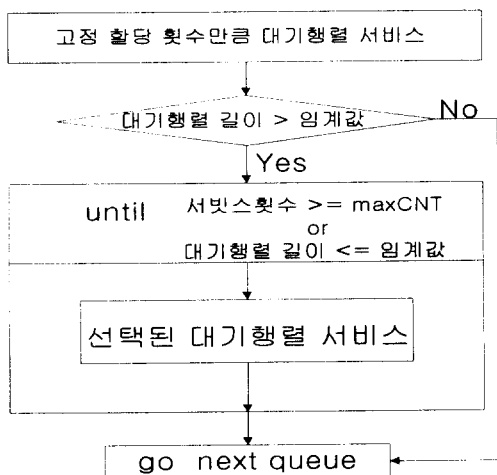 고정 할당 횟수만큼 대기행렬 서비스
대기행렬 길이 > 임계값
No
Yes
until 서빗스횟수 >= maxCNT
or
대기행렬 길이 <= 임계값
선택된 대기행렬 서비스
go next queue